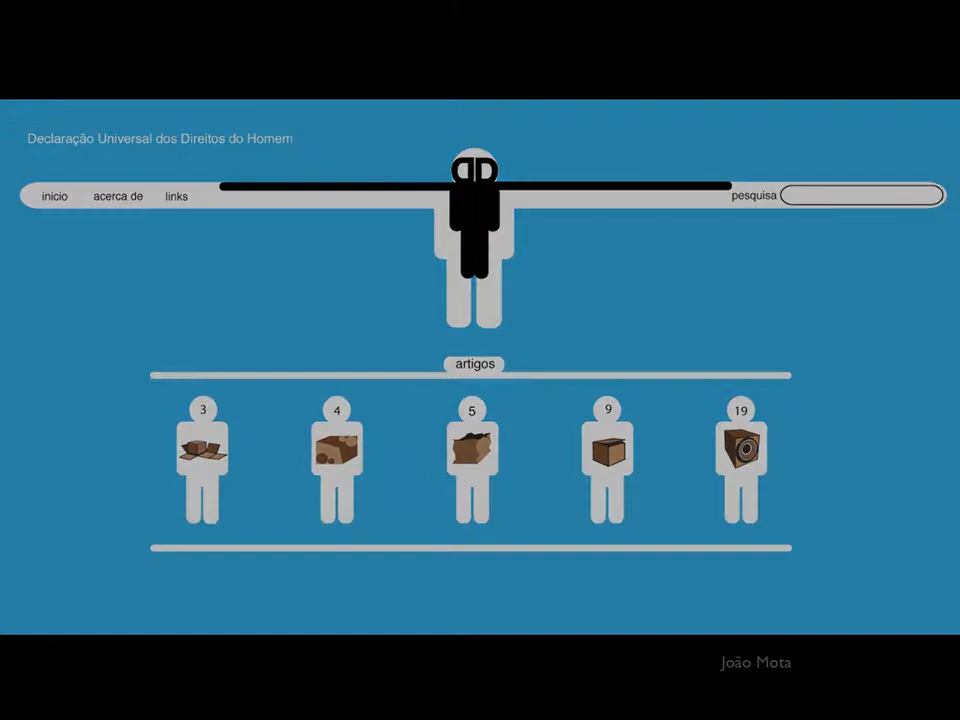 Declaração Universal dos Direitos do Homem
inicio acerca de links pesquisa
artigos
3 4 5 9 19
João Mota